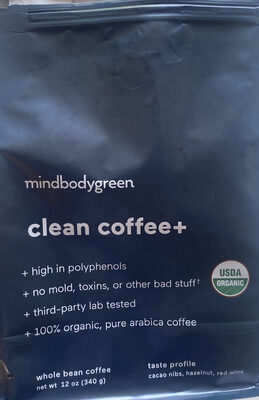 mindbodygreen
clean coffee+
+ high in polyphenols
+ no mold, toxins, or other bad stuff†
+ third-party lab tested
+ 100% organic, pure arabica coffee
USDA
ORGANIC
whole bean coffee
net wt 12 oz (340 g)
taste profile
cacao nibs, hazelnut, red wine